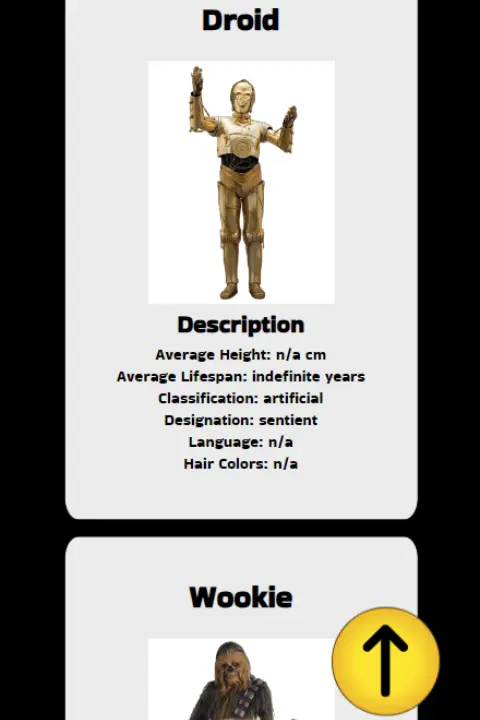 Droid
Description
Average Height: n/a cm
Average Lifespan: indefinite years
Classification: artificial
Designation: sentient
Language: n/a
Hair Colors: n/a
Wookie